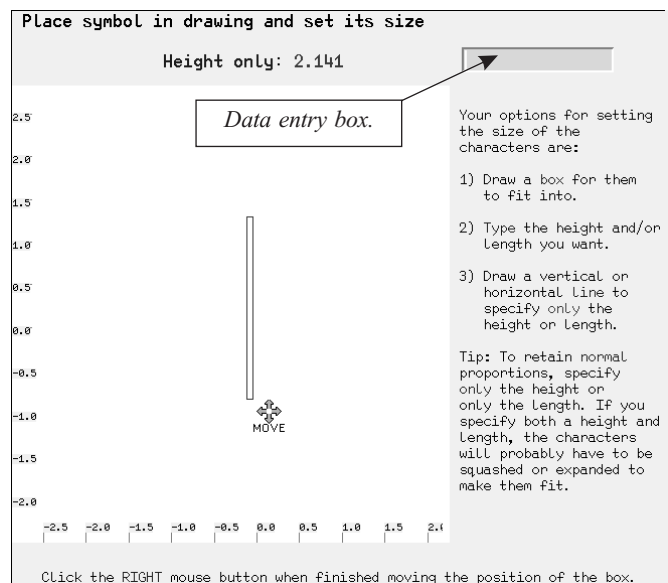 Place symbol in drawing and set its size
Height only: 2.141
Data entry box.
Your options for setting
the size of the
characters are:
1) Draw a box for them
to fit into.
2) Type the height and/or
length you want.
3) Draw a vertical or
horizontal line to
specify only the
height or length.
Tip: To retain normal
proportions, specify
only the height or
only the length. If you
specify both a height and
length, the characters
will probably have to be
squashed or expanded to
make them fit.
2.5
2.0
1.5
1.0
0.5
0.0
-0.5
-1.0
-1.5
-2.0
MOVE
-2.5 -2.0 -1.5 -1.0 -0.5 0.0 0.5 1.0 1.5
Click the RIGHT mouse button when finished moving the position of the box.